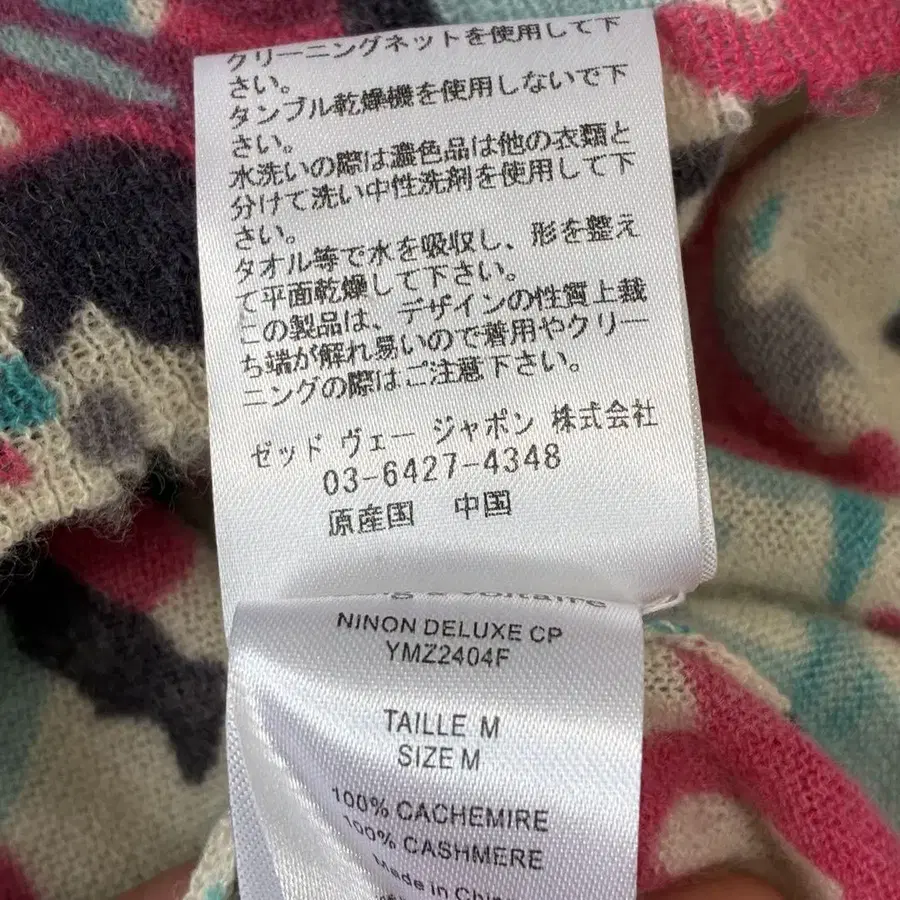 クリーニングネットを使用して下
さい。
タンブル乾燥機を使用しないで下
さい。
水洗いの際は濃色品は他の衣類と
分けて洗い中性洗剤を使用して下
さい。
タオル等で水を吸収し、形を整え
て平面乾燥して下さい。
この製品は、デザインの性質上裁
ち端が解れ易いので着用やクリー
ニングの際はご注意下さい。
ゼッド ヴェー ジャポン 株式会社
03-6427-4348
原産国 中国
voltaire
NINON DELUXE CP
YMZ2404F
TAILLE M
SIZE M
100% CACHEMIRE
100% CASHMERE
Made in China